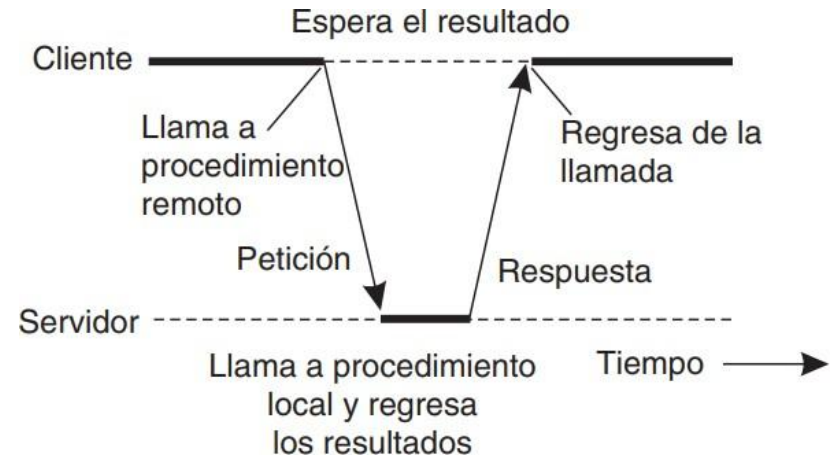 Espera el resultado
Cliente
Llama a
procedimiento
remoto
Regresa de la
llamada
Petición
Respuesta
Servidor
Llama a procedimiento
local y regresa
los resultados
Tiempo